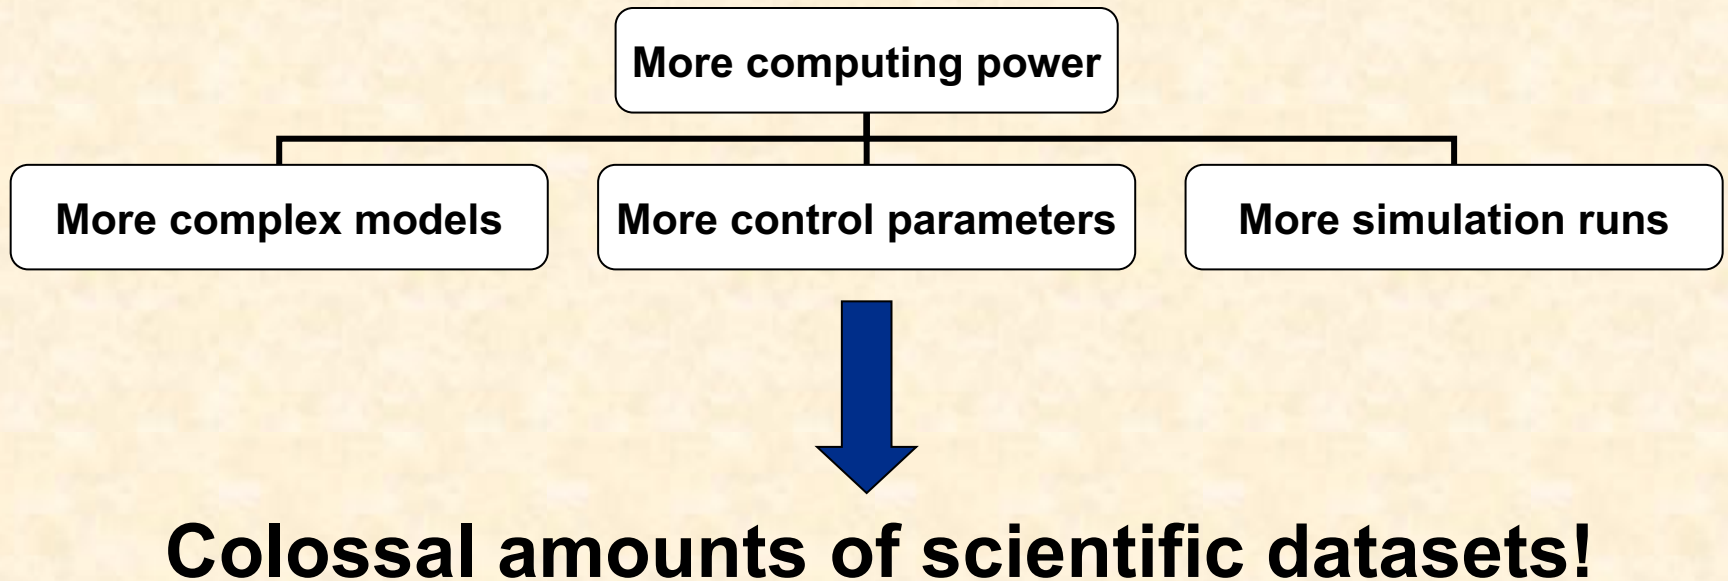 More computing power
More complex models
More control parameters
More simulation runs
Colossal amounts of scientific datasets!